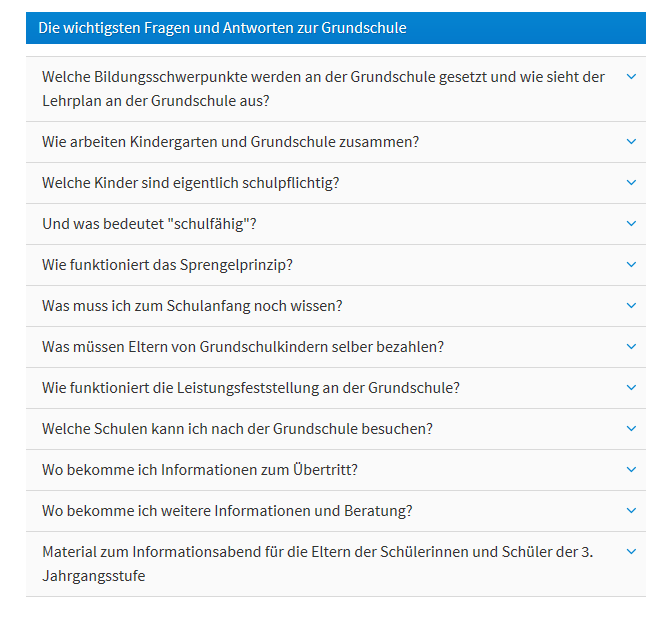 Die wichtigsten Fragen und Antworten zur Grundschule
Welche Bildungsschwerpunkte werden an der Grundschule gesetzt und wie sieht der
Lehrplan an der Grundschule aus?
Wie arbeiten Kindergarten und Grundschule zusammen?
Welche Kinder sind eigentlich schulpflichtig?
Und was bedeutet "schulfähig"?
Wie funktioniert das Sprengelprinzip?
Was muss ich zum Schulanfang noch wissen?
Was müssen Eltern von Grundschulkindern selber bezahlen?
Wie funktioniert die Leistungsfeststellung an der Grundschule?
Welche Schulen kann ich nach der Grundschule besuchen?
Wo bekomme ich Informationen zum Übertritt?
Wo bekomme ich weitere Informationen und Beratung?
Material zum Informationsabend für die Eltern der Schülerinnen und Schüler der 3.
Jahrgangsstufe